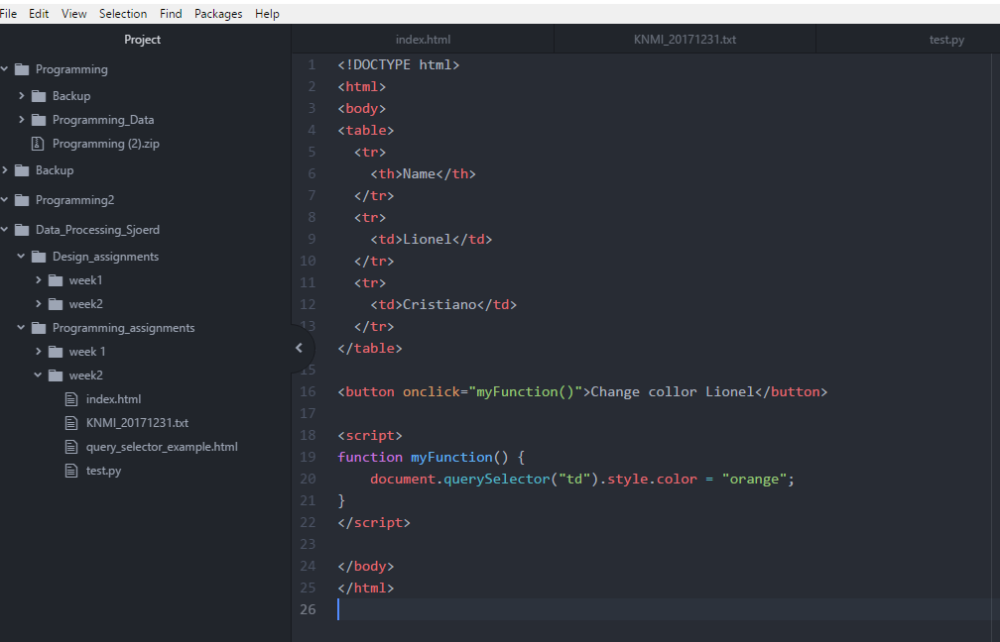 File Edit View Selection Find Packages Help
Project
Programming
Backup
Programming_Data
Programming (2).zip
Backup
Programming2
Data_Processing_Sjoerd
Design_assignments
week1
week2
Programming_assignments
week 1
week2
index.html
KNMI_20171231.txt
query_selector_example.html
test.py
index.html KNMI_20171231.txt test.py
1 <!DOCTYPE html>
2 <html>
3 <body>
4 <table>
5 <tr>
6 <th>Name</th>
7 </tr>
8 <tr>
9 <td>Lionel</td>
10 </tr>
11 <tr>
12 <td>Cristiano</td>
13 </tr>
</table>
15
16 <button onclick="myFunction()">Change collor Lionel</button>
17
18 <script>
19 function myFunction() {
20 document.querySelector("td").style.color = "orange";
21 }
22 </script>
23
24 </body>
25 </html>
26